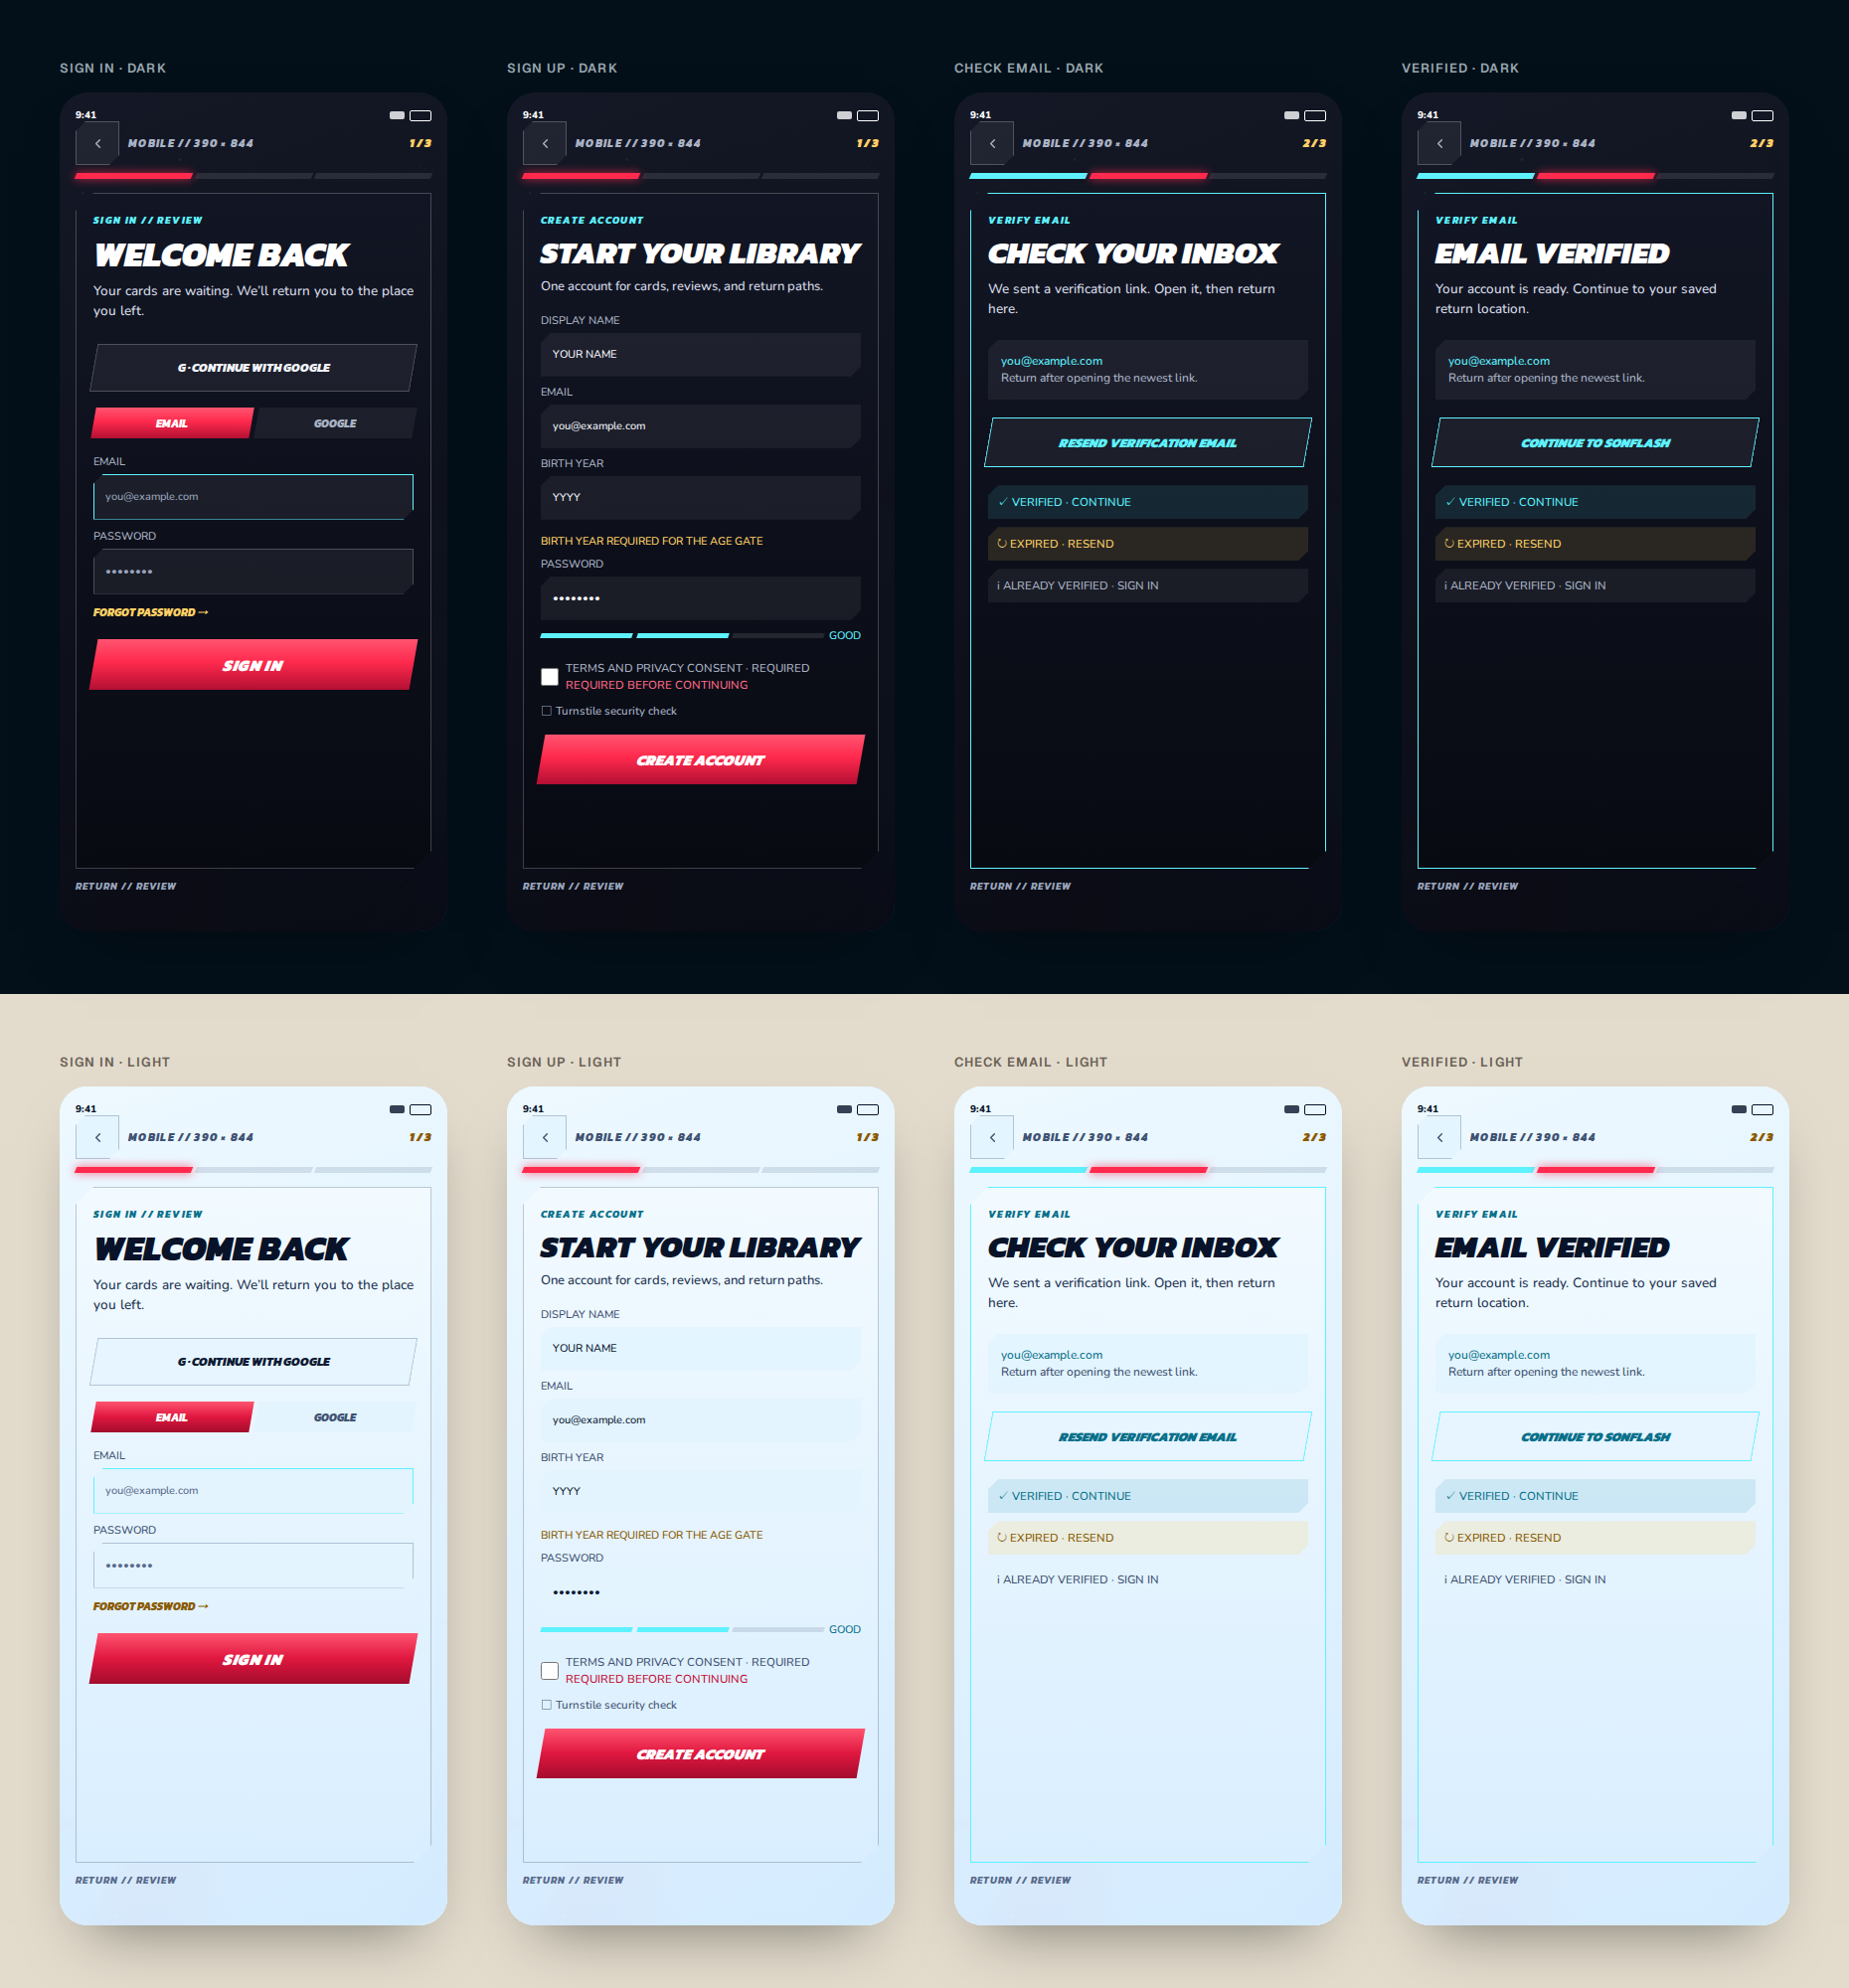 SIGN IN · DARK
9:41
MOBILE // 390 × 844
1/3
SIGN IN // REVIEW
WELCOME BACK
Your cards are waiting. We'll return you to the place
you left.
G · CONTINUE WITH GOOGLE
EMAIL
GOOGLE
EMAIL
you@example.com
PASSWORD
••••••••
FORGOT PASSWORD →
SIGN IN
RETURN // REVIEW
SIGN UP · DARK
9:41
MOBILE // 390 × 844
1/3
CREATE ACCOUNT
START YOUR LIBRARY
One account for cards, reviews, and return paths.
DISPLAY NAME
YOUR NAME
EMAIL
you@example.com
BIRTH YEAR
YYYY
BIRTH YEAR REQUIRED FOR THE AGE GATE
PASSWORD
••••••••
GOOD
TERMS AND PRIVACY CONSENT · REQUIRED
REQUIRED BEFORE CONTINUING
☐ Turnstile security check
CREATE ACCOUNT
RETURN // REVIEW
CHECK EMAIL · DARK
9:41
MOBILE // 390 × 844
2/3
VERIFY EMAIL
CHECK YOUR INBOX
We sent a verification link. Open it, then return
here.
you@example.com
Return after opening the newest link.
RESEND VERIFICATION EMAIL
✓ VERIFIED · CONTINUE
↻ EXPIRED · RESEND
i ALREADY VERIFIED · SIGN IN
RETURN // REVIEW
VERIFIED · DARK
9:41
MOBILE // 390 × 844
2/3
VERIFY EMAIL
EMAIL VERIFIED
Your account is ready. Continue to your saved
return location.
you@example.com
Return after opening the newest link.
CONTINUE TO SONFLASH
✓ VERIFIED · CONTINUE
↻ EXPIRED · RESEND
i ALREADY VERIFIED · SIGN IN
RETURN // REVIEW
SIGN IN · LIGHT
9:41
MOBILE // 390 × 844
1/3
SIGN IN // REVIEW
WELCOME BACK
Your cards are waiting. We'll return you to the place
you left.
G · CONTINUE WITH GOOGLE
EMAIL
GOOGLE
EMAIL
you@example.com
PASSWORD
••••••••
FORGOT PASSWORD →
SIGN IN
RETURN // REVIEW
SIGN UP · LIGHT
9:41
MOBILE // 390 × 844
1/3
CREATE ACCOUNT
START YOUR LIBRARY
One account for cards, reviews, and return paths.
DISPLAY NAME
YOUR NAME
EMAIL
you@example.com
BIRTH YEAR
YYYY
BIRTH YEAR REQUIRED FOR THE AGE GATE
PASSWORD
••••••••
GOOD
TERMS AND PRIVACY CONSENT · REQUIRED
REQUIRED BEFORE CONTINUING
☐ Turnstile security check
CREATE ACCOUNT
RETURN // REVIEW
CHECK EMAIL · LIGHT
9:41
MOBILE // 390 × 844
2/3
VERIFY EMAIL
CHECK YOUR INBOX
We sent a verification link. Open it, then return
here.
you@example.com
Return after opening the newest link.
RESEND VERIFICATION EMAIL
✓ VERIFIED · CONTINUE
↻ EXPIRED · RESEND
i ALREADY VERIFIED · SIGN IN
RETURN // REVIEW
VERIFIED · LIGHT
9:41
MOBILE // 390 × 844
2/3
VERIFY EMAIL
EMAIL VERIFIED
Your account is ready. Continue to your saved
return location.
you@example.com
Return after opening the newest link.
CONTINUE TO SONFLASH
✓ VERIFIED · CONTINUE
↻ EXPIRED · RESEND
i ALREADY VERIFIED · SIGN IN
RETURN // REVIEW